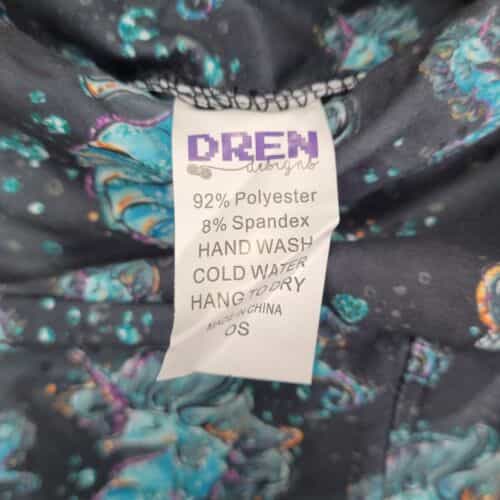 DREN
designs
92% Polyester
8% Spandex
HAND WASH
COLD WATER
HANG TO DRY
MADE IN CHINA
OS